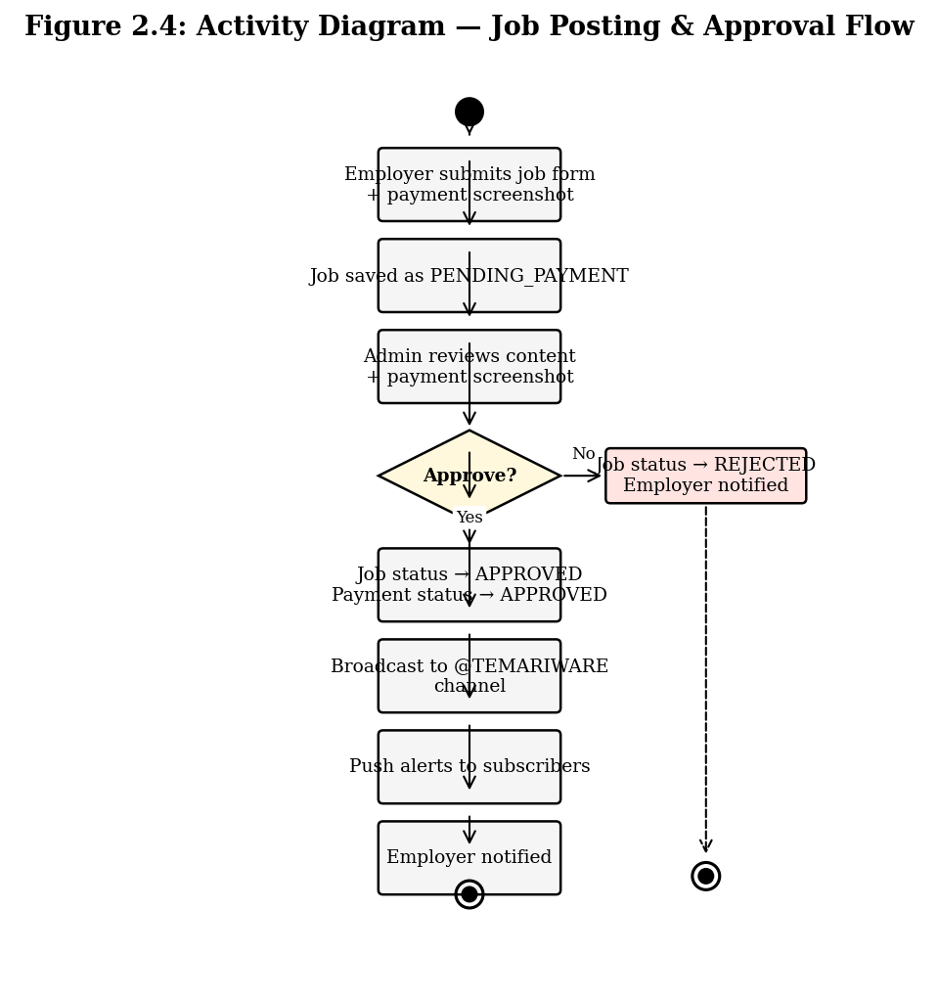 Figure 2.4: Activity Diagram — Job Posting & Approval Flow
Employer submits job form
+ payment screenshot
Job saved as PENDING_PAYMENT
Admin reviews content
+ payment screenshot
Approve?
No
Job status → REJECTED
Employer notified
Yes
Job status → APPROVED
Payment status → APPROVED
Broadcast to @TEMARIWARE
channel
Push alerts to subscribers
Employer notified